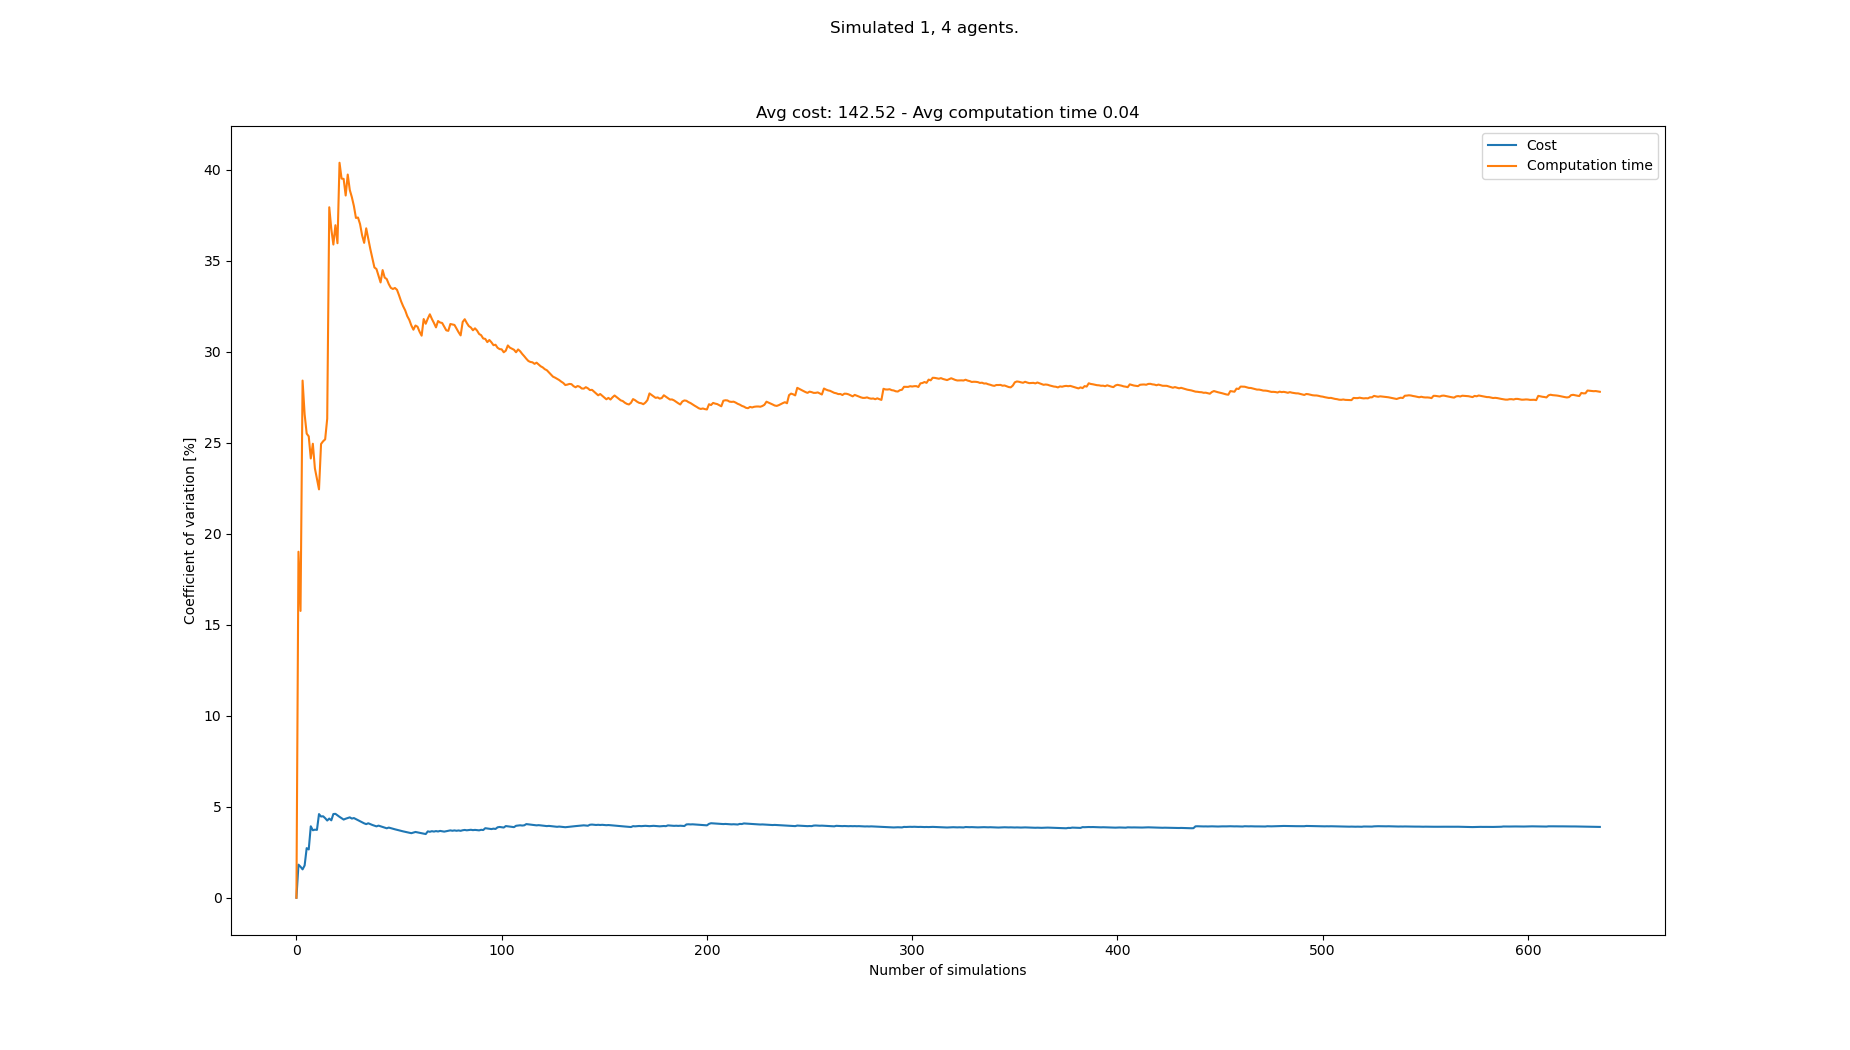 Simulated 1, 4 agents.
Avg cost: 142.52 - Avg computation time 0.04
Cost
Computation time
40
35
30
25
20
15
10
5
0
Coefficient of variation [%]
0 100 200 300 400 500 600
Number of simulations